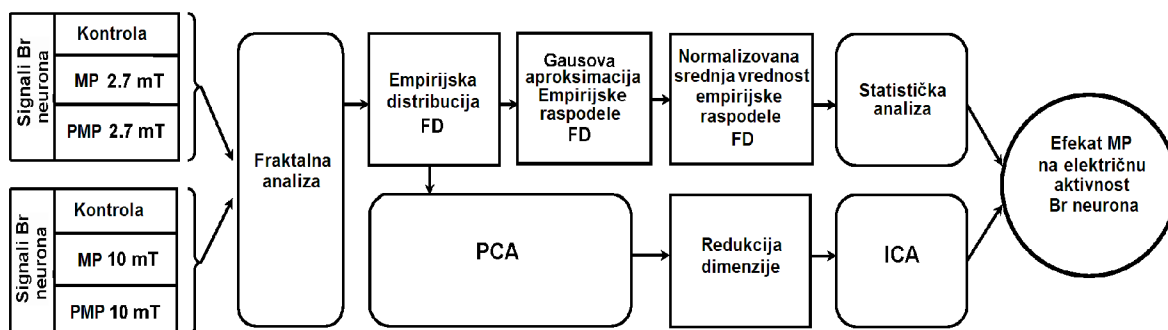 Signali Br
neurona
Kontrola
MP 2.7 mT
PMP 2.7 mT
Signali Br
neurona
Kontrola
MP 10 mT
PMP 10 mT
Fraktalna
analiza
Empirijska
distribucija
FD
Gausova
aproksimacija
Empirijske
raspodele
FD
Normalizovana
srednja vrednost
empirijske
raspodele
FD
Statistička
analiza
PCA
Redukcija
dimenzije
ICA
Efekat MP
na električnu
aktivnost
Br neurona